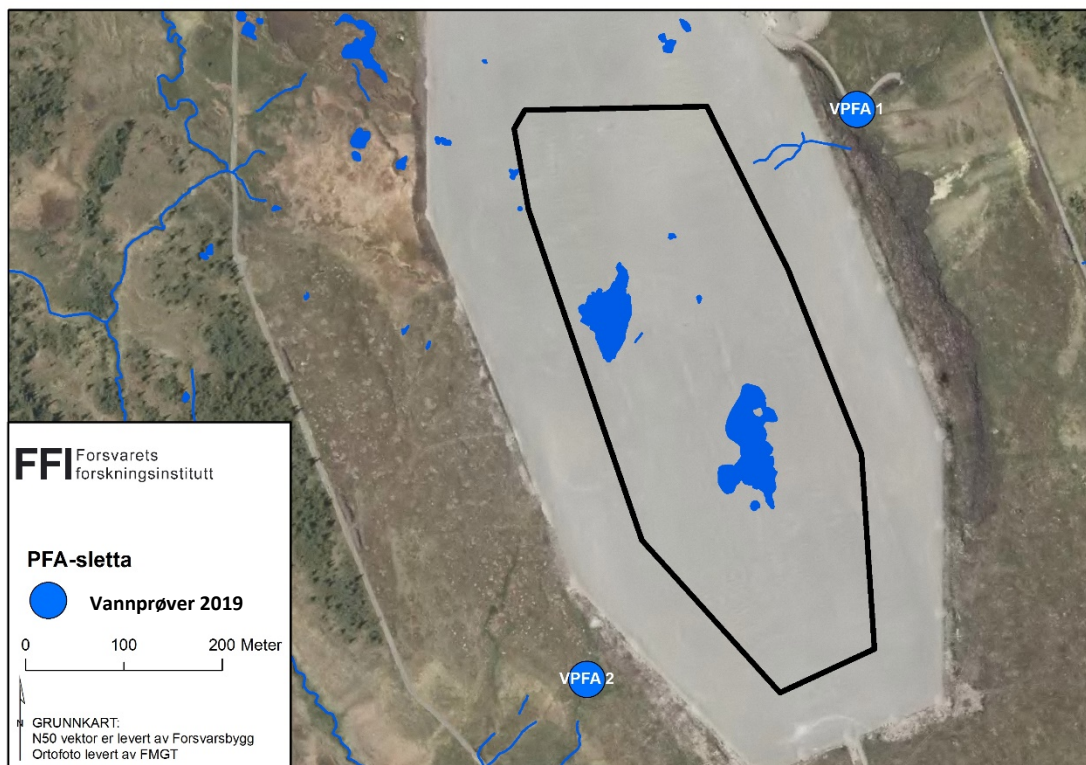 VPFA 1
FFI Forsvarets
forskningsinstitutt
PFA-sletta
Vannprøver 2019
0 100 200 Meter
VPFA 2
N
GRUNNKART:
N50 vektor er levert av Forsvarsbygg
Ortofoto levert av FMGT